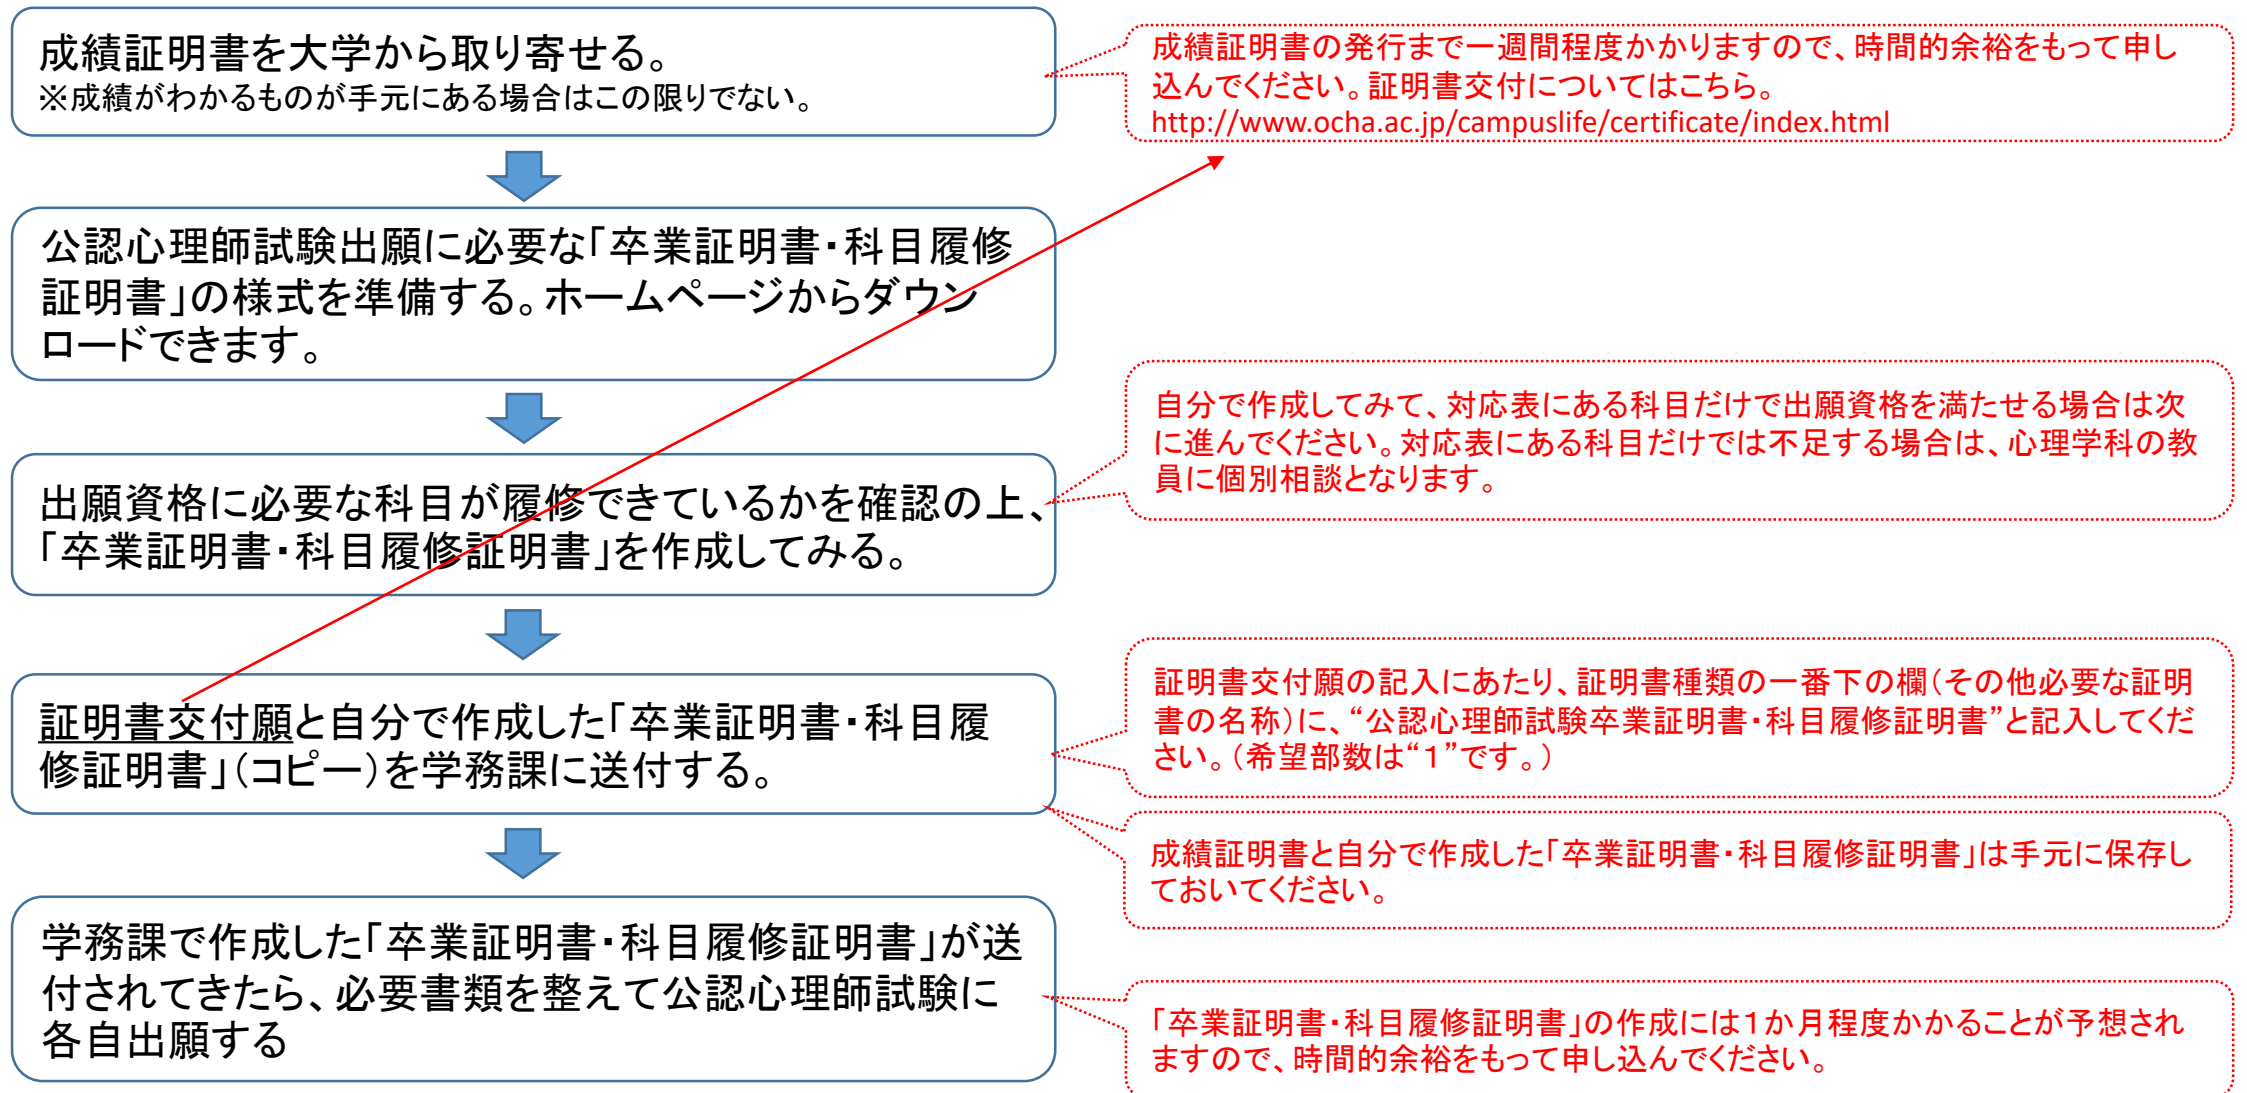 成績証明書を大学から取り寄せる。
※成績がわかるものが手元にある場合はこの限りでない。
成績証明書の発行まで一週間程度かかりますので、時間的余裕をもって申し
込んでください。証明書交付についてはこちら。
http://www.ocha.ac.jp/campuslife/certificate/index.html
公認心理師試験出願に必要な「卒業証明書・科目履修
証明書」の様式を準備する。ホームページからダウン
ロードできます。
出願資格に必要な科目が履修できているかを確認の上、
「卒業証明書・科目履修証明書」を作成してみる。
自分で作成してみて、対応表にある科目だけで出願資格を満たせる場合は次
に進んでください。対応表にある科目だけでは不足する場合は、心理学科の教
員に個別相談となります。
証明書交付願と自分で作成した「卒業証明書・科目履
修証明書」(コピー)を学務課に送付する。
証明書交付願の記入にあたり、証明書種類の一番下の欄(その他必要な証明
書の名称)に、“公認心理師試験卒業証明書・科目履修証明書”と記入してくだ
さい。(希望部数は“1”です。)
成績証明書と自分で作成した「卒業証明書・科目履修証明書」は手元に保存し
ておいてください。
学務課で作成した「卒業証明書・科目履修証明書」が送
付されてきたら、必要書類を整えて公認心理師試験に
各自出願する
「卒業証明書・科目履修証明書」の作成には1か月程度かかることが予想され
ますので、時間的余裕をもって申し込んでください。